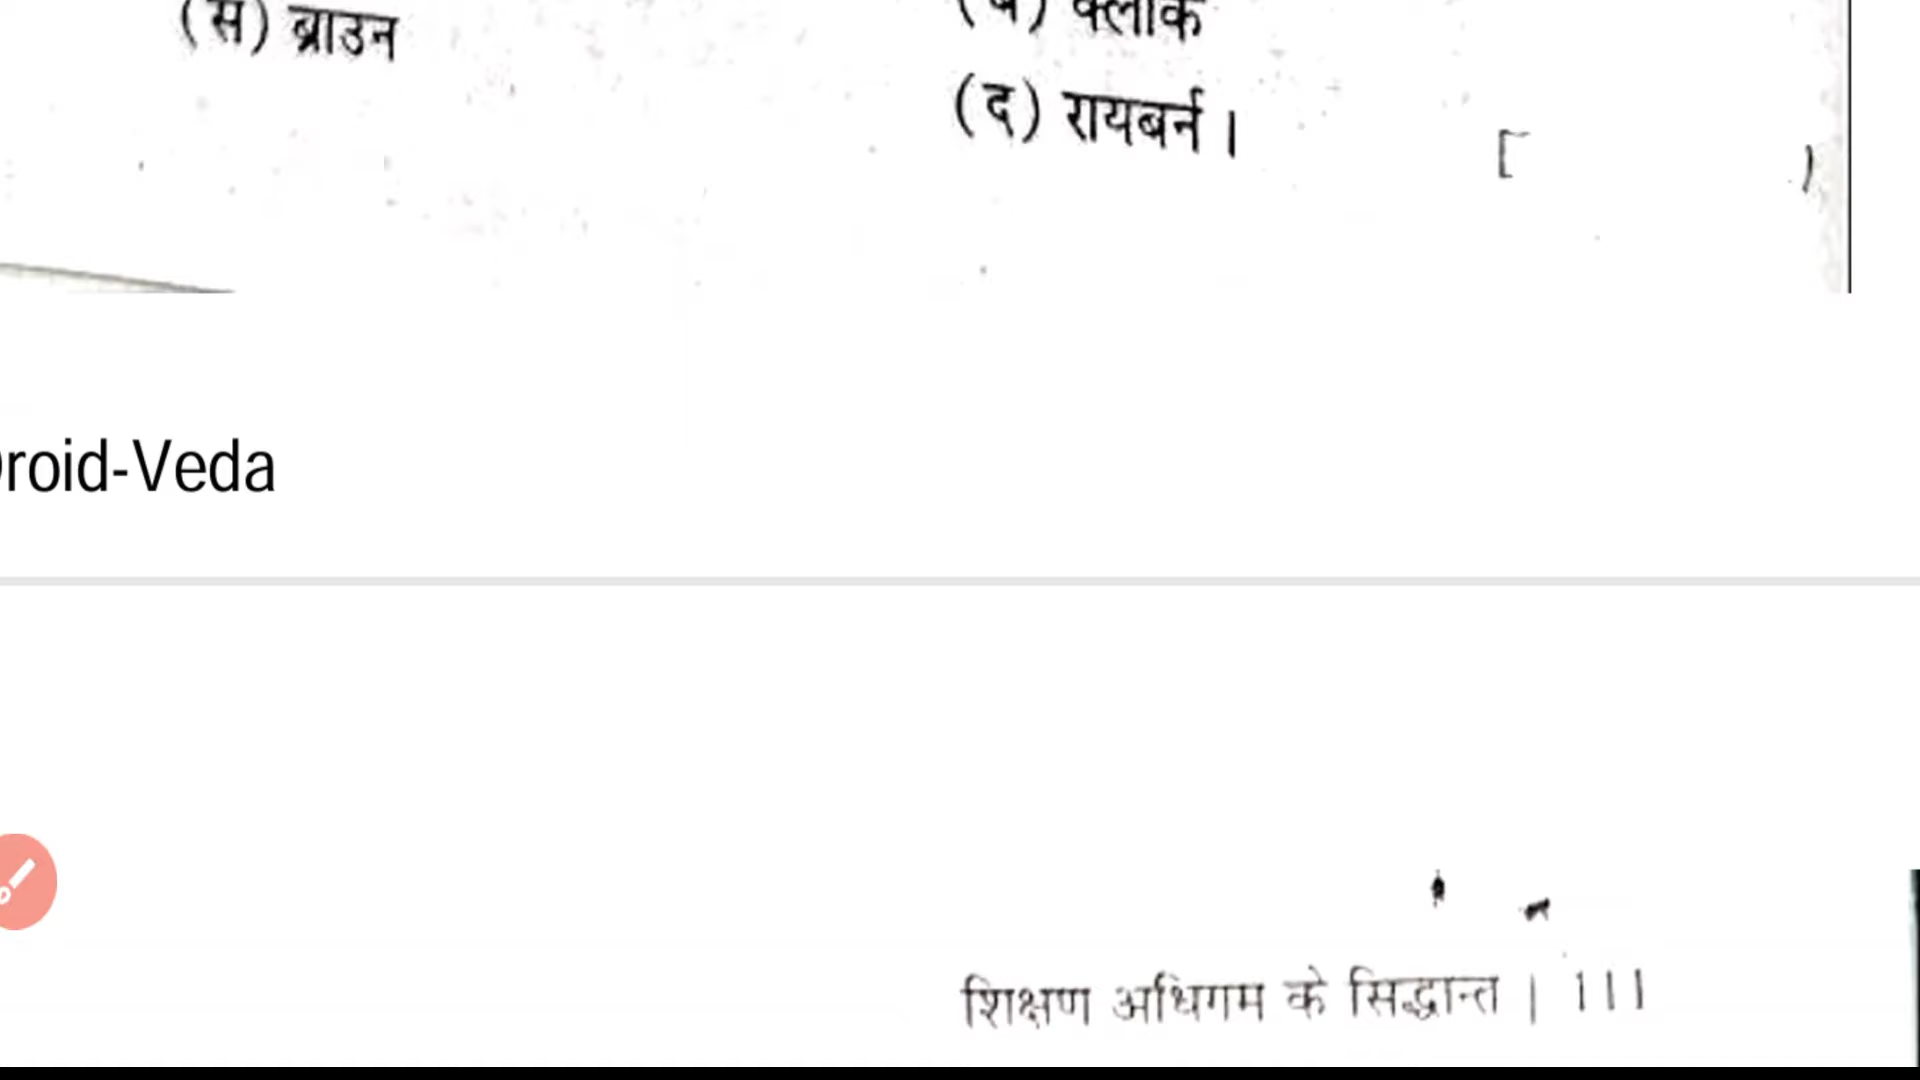 (स) ब्राउन
(ब) क्लार्क
(द) रायबर्न ।
[ )
roid-Veda
शिक्षण अधिगम के सिद्धान्त | 111